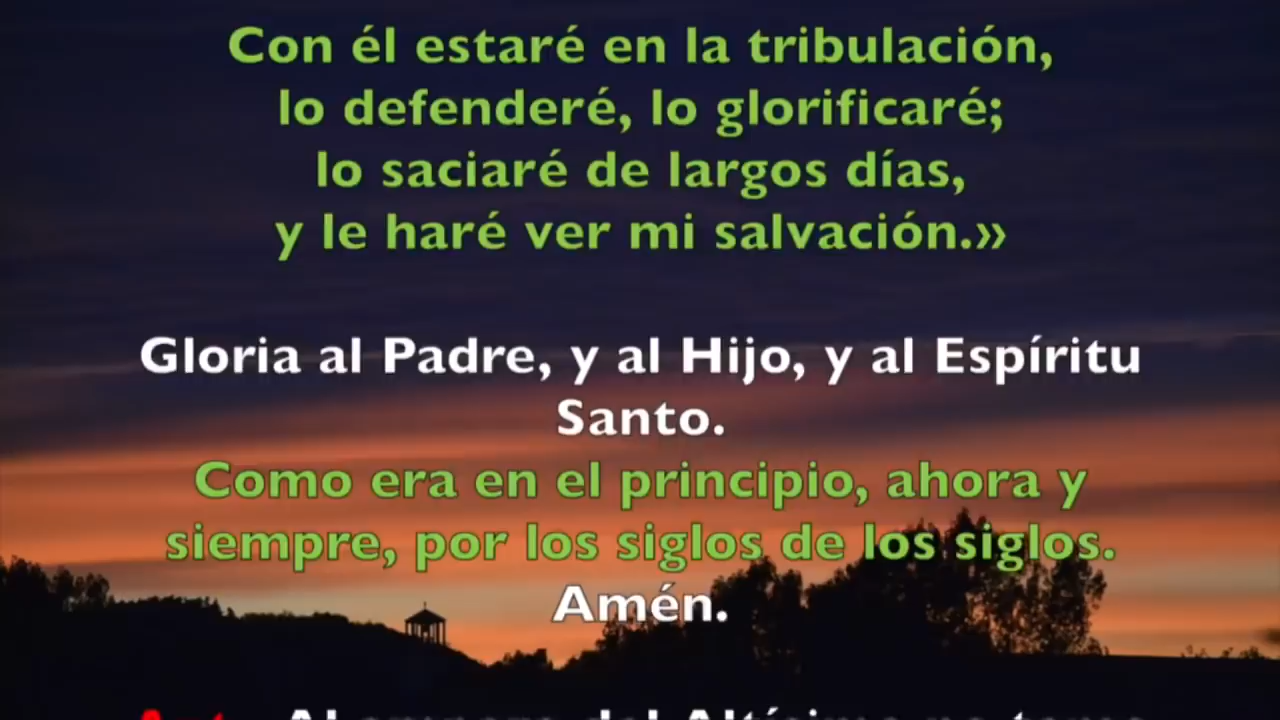 Con él estaré en la tribulación,
lo defenderé, lo glorificaré;
lo saciaré de largos días,
y le haré ver mi salvación.»
Gloria al Padre, y al Hijo, y al Espíritu
Santo.
Como era en el principio, ahora y
siempre, por los siglos de los siglos.
Amén.